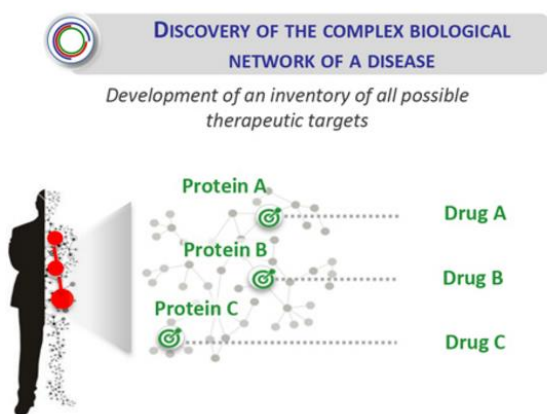 DISCOVERY OF THE COMPLEX BIOLOGICAL
NETWORK OF A DISEASE
Development of an inventory of all possible
therapeutic targets
Protein A
Drug A
Protein B
Drug B
Protein C
Drug C